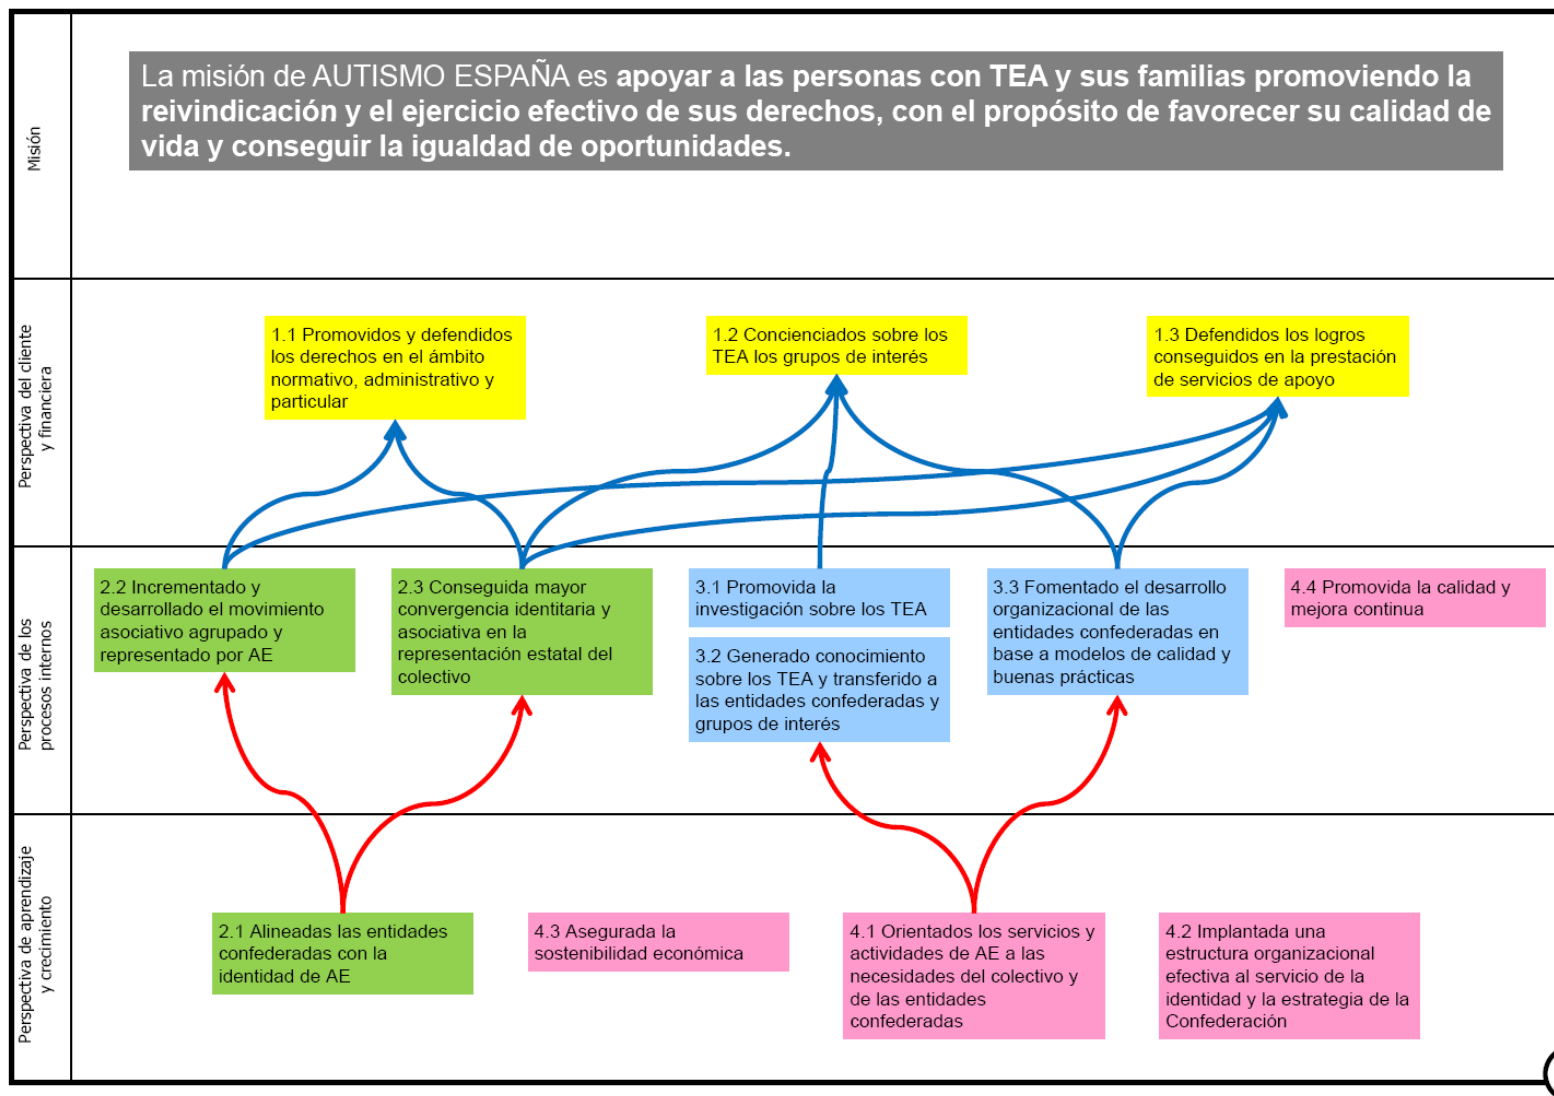 Misión
La misión de AUTISMO ESPAÑA es apoyar a las personas con TEA y sus familias promoviendo la
reivindicación y el ejercicio efectivo de sus derechos, con el propósito de favorecer su calidad de
vida y conseguir la igualdad de oportunidades.
Perspectiva del cliente
y financiera
1.1 Promovidos y defendidos
los derechos en el ámbito
normativo, administrativo y
particular
1.2 Concienciados sobre los
TEA los grupos de interés
1.3 Defendidos los logros
conseguidos en la prestación
de servicios de apoyo
Perspectiva de los
procesos internos
2.2 Incrementado y
desarrollado el movimiento
asociativo agrupado y
representado por AE
2.3 Conseguida mayor
convergencia identitaria y
asociativa en la
representación estatal del
colectivo
3.1 Promovida la
investigación sobre los TEA
3.2 Generado conocimiento
sobre los TEA y transferido a
las entidades confederadas y
grupos de interés
3.3 Fomentado el desarrollo
organizacional de las
entidades confederadas en
base a modelos de calidad y
buenas prácticas
4.4 Promovida la calidad y
mejora continua
Perspectiva de aprendizaje
y crecimiento
2.1 Alineadas las entidades
confederadas con la
identidad de AE
4.3 Asegurada la
sostenibilidad económica
4.1 Orientados los servicios y
actividades de AE a las
necesidades del colectivo y
de las entidades
confederadas
4.2 Implantada una
estructura organizacional
efectiva al servicio de la
identidad y la estrategia de la
Confederación